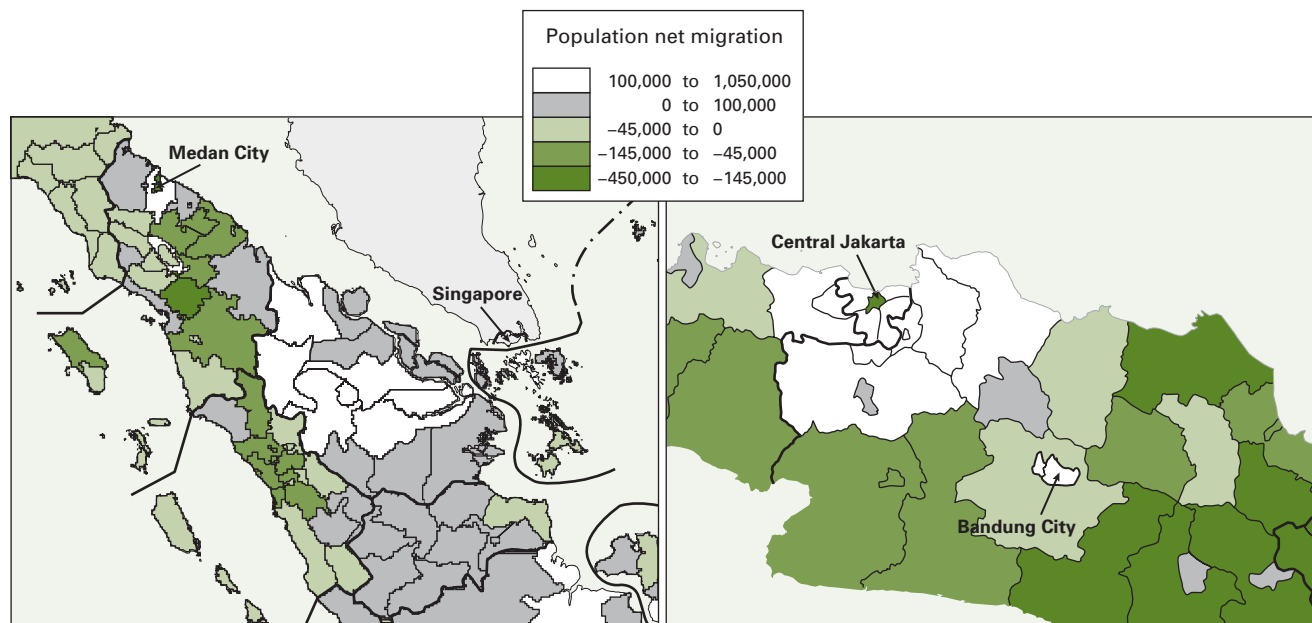 Population net migration
100,000 to 1,050,000
0 to 100,000
–45,000 to 0
–145,000 to –45,000
–450,000 to –145,000
Medan City
Singapore
Central Jakarta
Bandung City